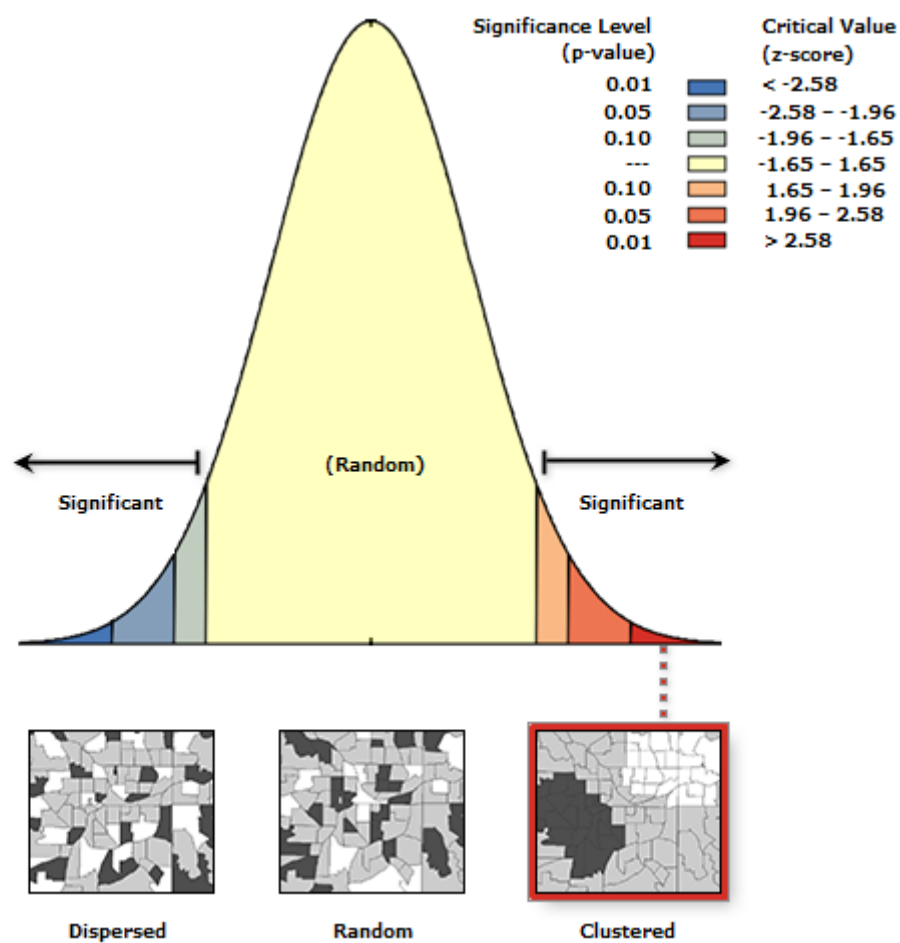 Significance Level Critical Value
(p-value) (z-score)
0.01 < -2.58
0.05 -2.58 – -1.96
0.10 -1.96 – -1.65
--- -1.65 – 1.65
0.10 1.65 – 1.96
0.05 1.96 – 2.58
0.01 > 2.58
(Random)
Significant Significant
Dispersed Random Clustered